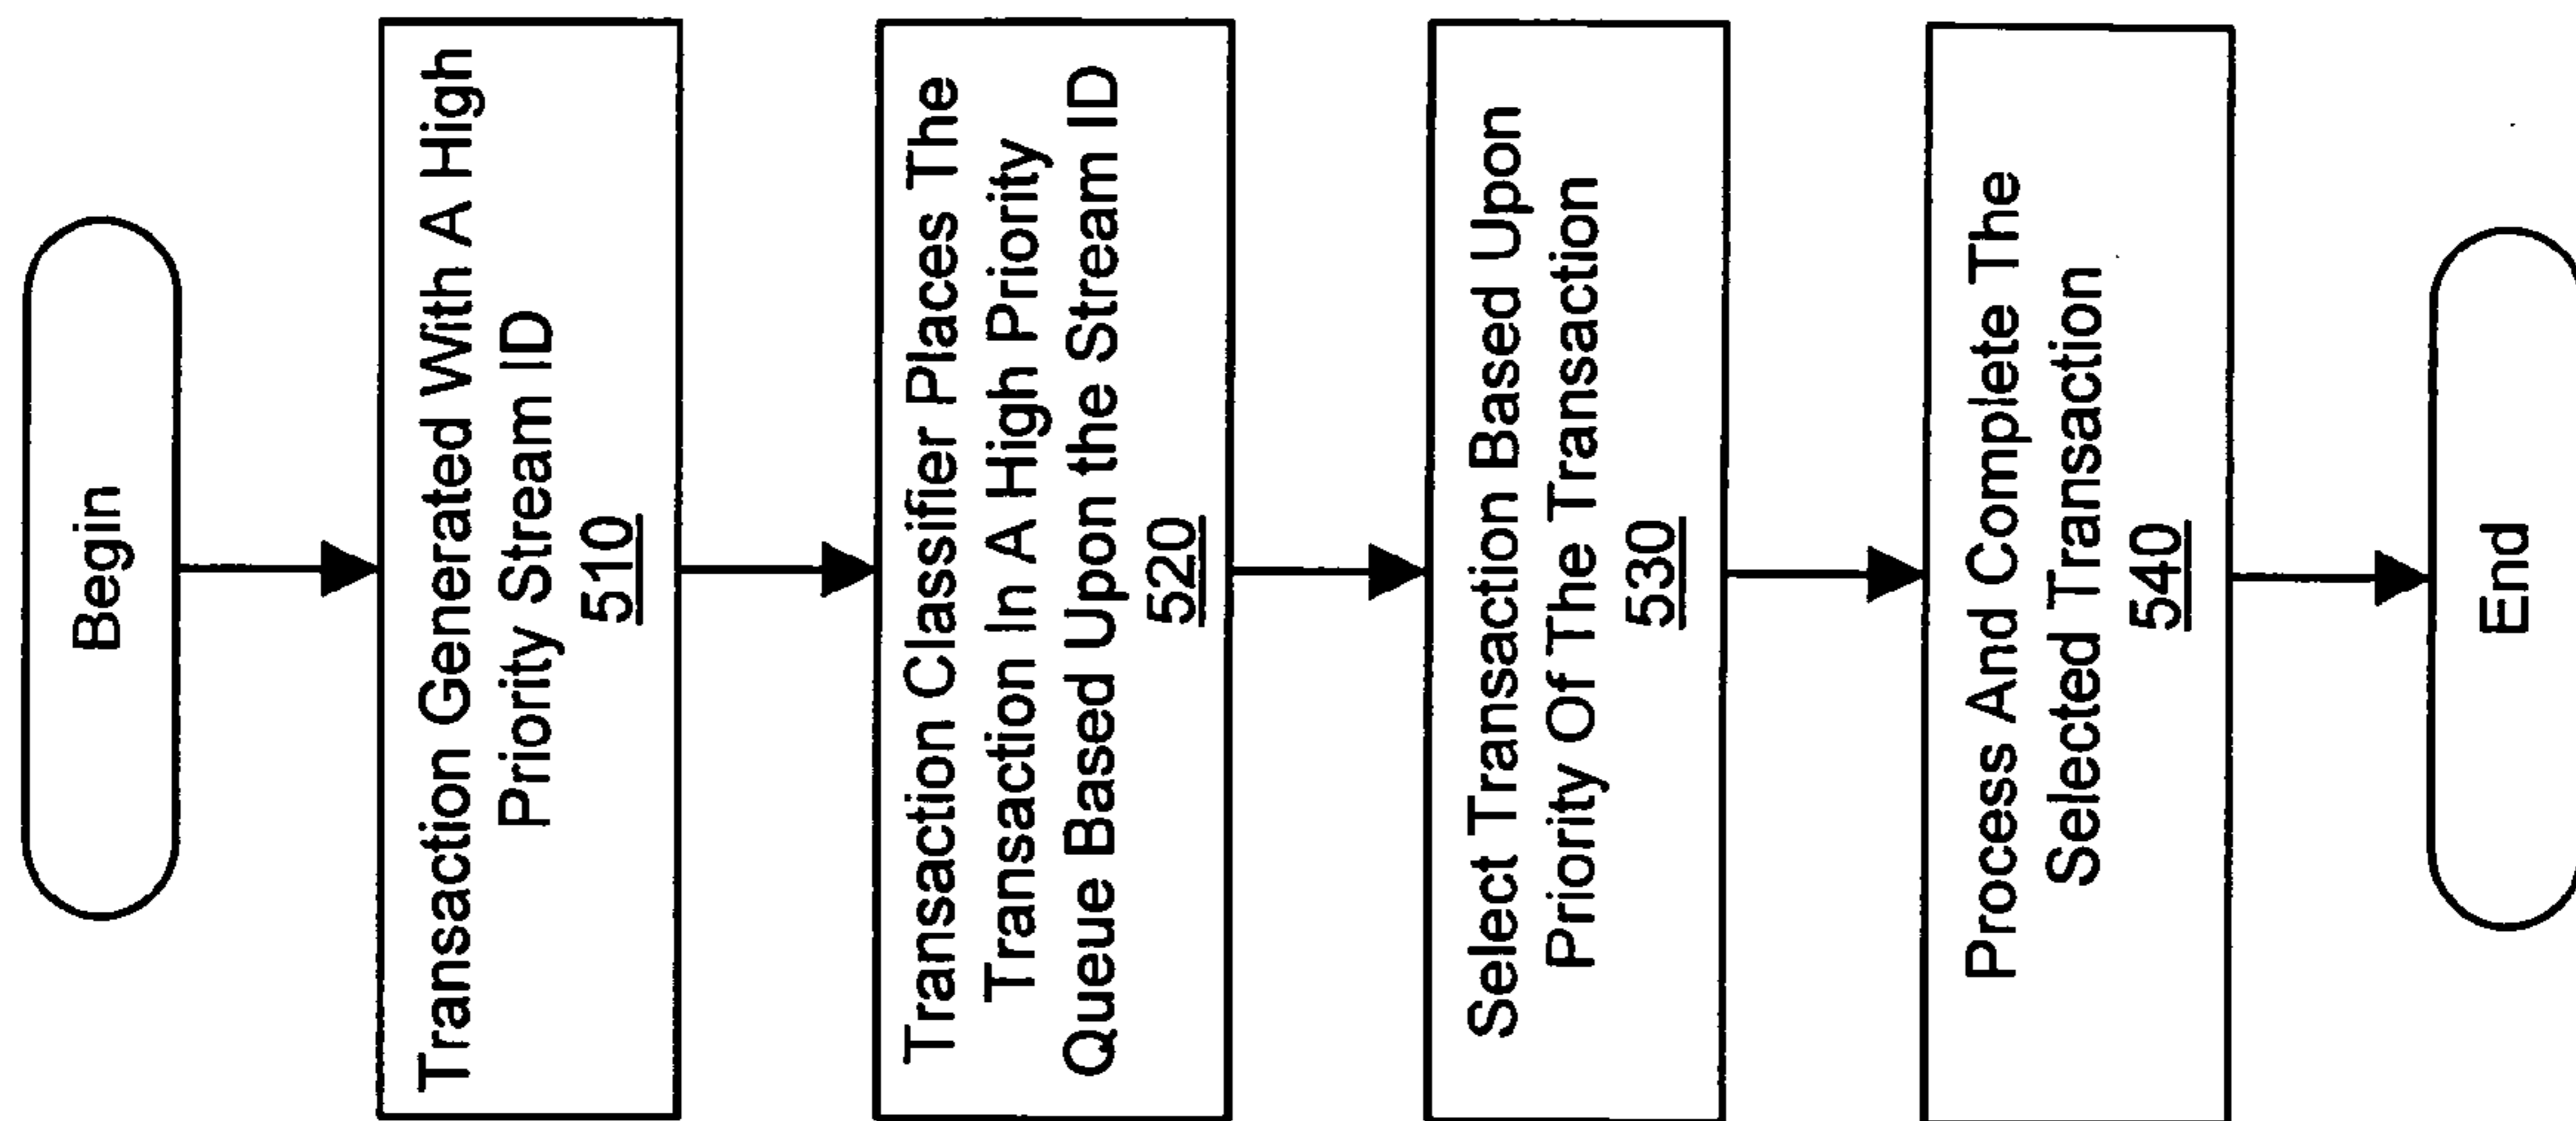 Begin
Transaction Generated With A High
Priority Stream ID
510
Transaction Classifier Places The
Transaction In A High Priority
Queue Based Upon the Stream ID
520
Select Transaction Based Upon
Priority Of The Transaction
530
Process And Complete The
Selected Transaction
540
End